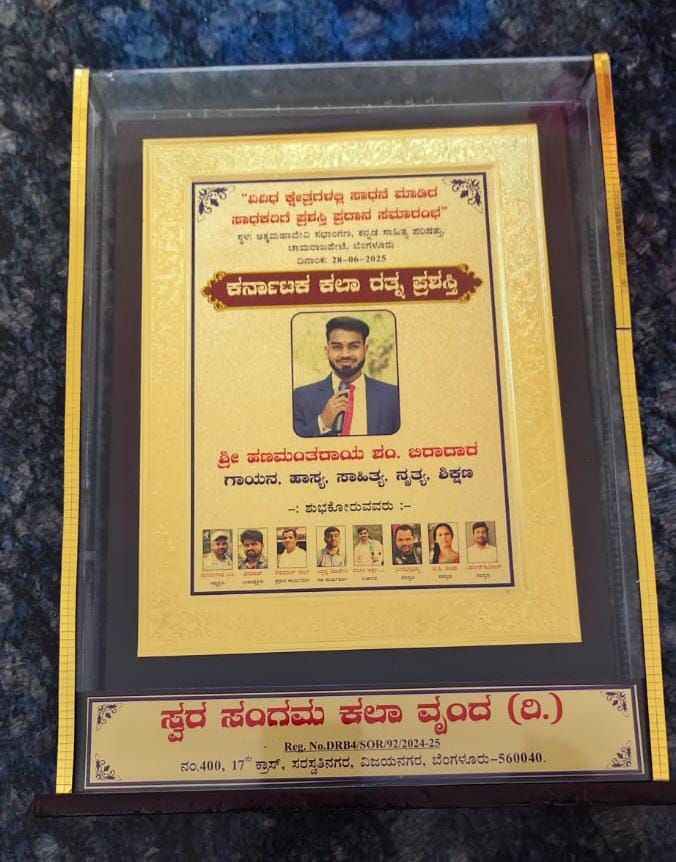 "ವಿವಿಧ ಕ್ಷೇತ್ರಗಳಲ್ಲಿ ಸಾಧನೆ ಮಾಡಿದ
ಸಾಧಕರಿಗೆ ಪ್ರಶಸ್ತಿ ಪ್ರದಾನ ಸಮಾರಂಭ"
ಸ್ಥಳ: ಅಕ್ಕಮಹಾದೇವಿ ಸಭಾಂಗಣ, ಕನ್ನಡ ಸಾಹಿತ್ಯ ಪರಿಷತ್ತು,
ಚಾಮರಾಜಪೇಟೆ, ಬೆಂಗಳೂರು
ದಿನಾಂಕ: 28-06-2025
ಕರ್ನಾಟಕ ಕಲಾ ರತ್ನ ಪ್ರಶಸ್ತಿ
ಶ್ರೀ ಹಣಮಂತರಾಯ ಶಂ. ಬಿರಾದಾರ
ಗಾಯನ, ಹಾಸ್ಯ, ಸಾಹಿತ್ಯ, ನೃತ್ಯ, ಶಿಕ್ಷಣ
-: ಶುಭಕೋರುವವರು :-
ಸ್ವರ ಸಂಗಮ ಕಲಾ ವೃಂದ (ರಿ.)
Reg. No.DRB4/SOR/92/2024-25
ನಂ.400, 17ನೇ ಕ್ರಾಸ್, ಸರಸ್ವತಿನಗರ, ವಿಜಯನಗರ, ಬೆಂಗಳೂರು-560040.